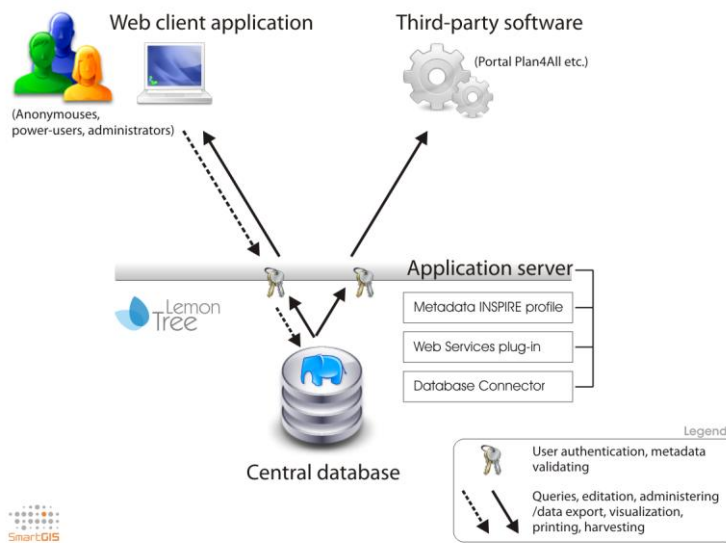 Web client application
(Anonymouses,
power-users, administrators)
Third-party software
(Portal Plan4All etc.)
Application server
Metadata INSPIRE profile
Web Services plug-in
Database Connector
Lemon
Tree
Central database
Legend
User authentication, metadata
validating
Queries, editation, administering
/data export, visualization,
printing, harvesting
SmartGIS